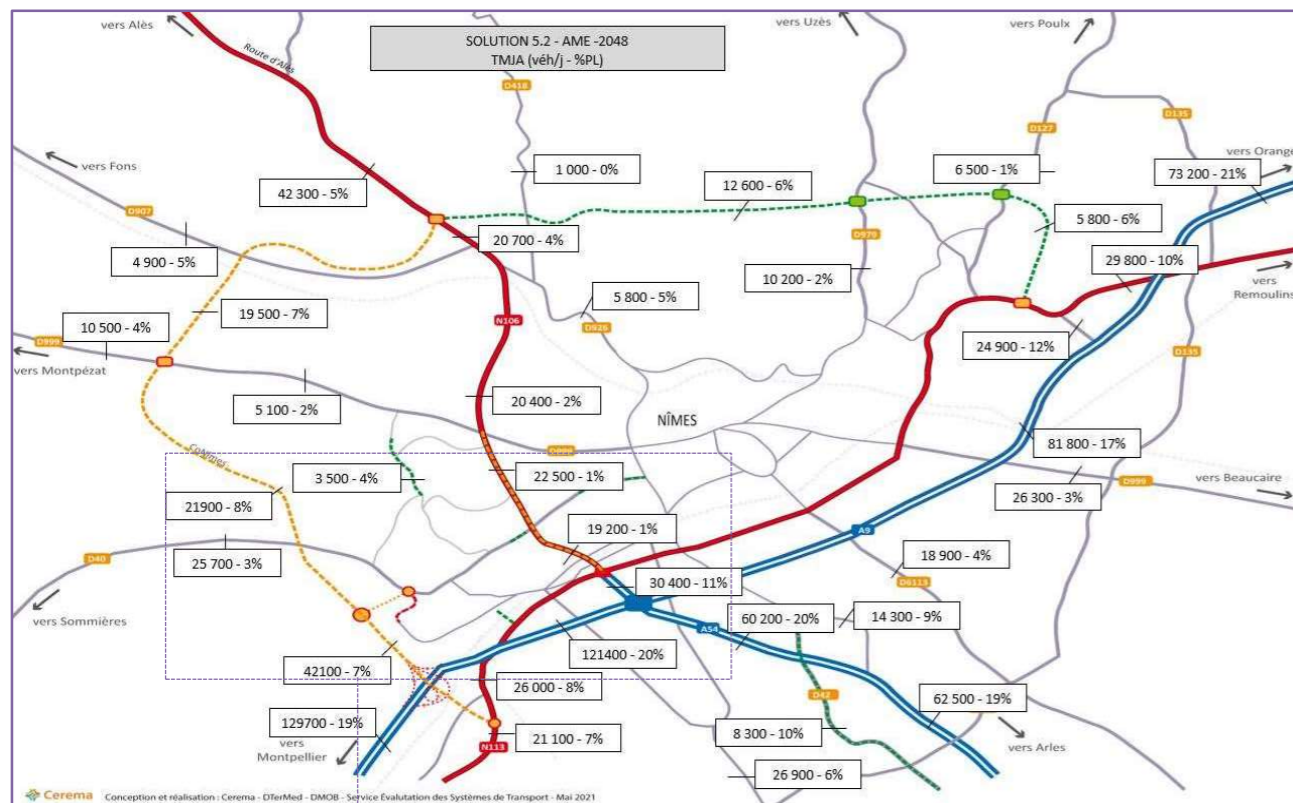 vers Alès
vers Uzès
vers Poulx
SOLUTION 5.2 - AME -2048
TMJA (véh/j - %PL)
Route d'Alès
D418
D127
D135
vers Fons
vers Orange
1 000 - 0%
6 500 - 1%
73 200 - 21%
42 300 - 5%
12 600 - 6%
D907
5 800 - 6%
20 700 - 4%
D979
4 900 - 5%
29 800 - 10%
10 200 - 2%
vers
Remoulins
5 800 - 5%
19 500 - 7%
N106
D926
10 500 - 4%
D999
24 900 - 12%
D135
vers Montpézat
20 400 - 2%
5 100 - 2%
NÎMES
81 800 - 17%
22 500 - 1%
3 500 - 4%
vers Beaucaire
D999
21900 - 8%
26 300 - 3%
19 200 - 1%
A9
25 700 - 3%
18 900 - 4%
D40
30 400 - 11%
D6113
vers Sommières
60 200 - 20%
14 300 - 9%
A54
121400 - 20%
42100 - 7%
26 000 - 8%
D42
62 500 - 19%
129700 - 19%
8 300 - 10%
21 100 - 7%
vers
Montpellier
N113
vers Arles
26 900 - 6%
Cerema Conception et réalisation : Cerema - DTerMed - DMOB - Service Évalutation des Systèmes de Transport - Mai 2021